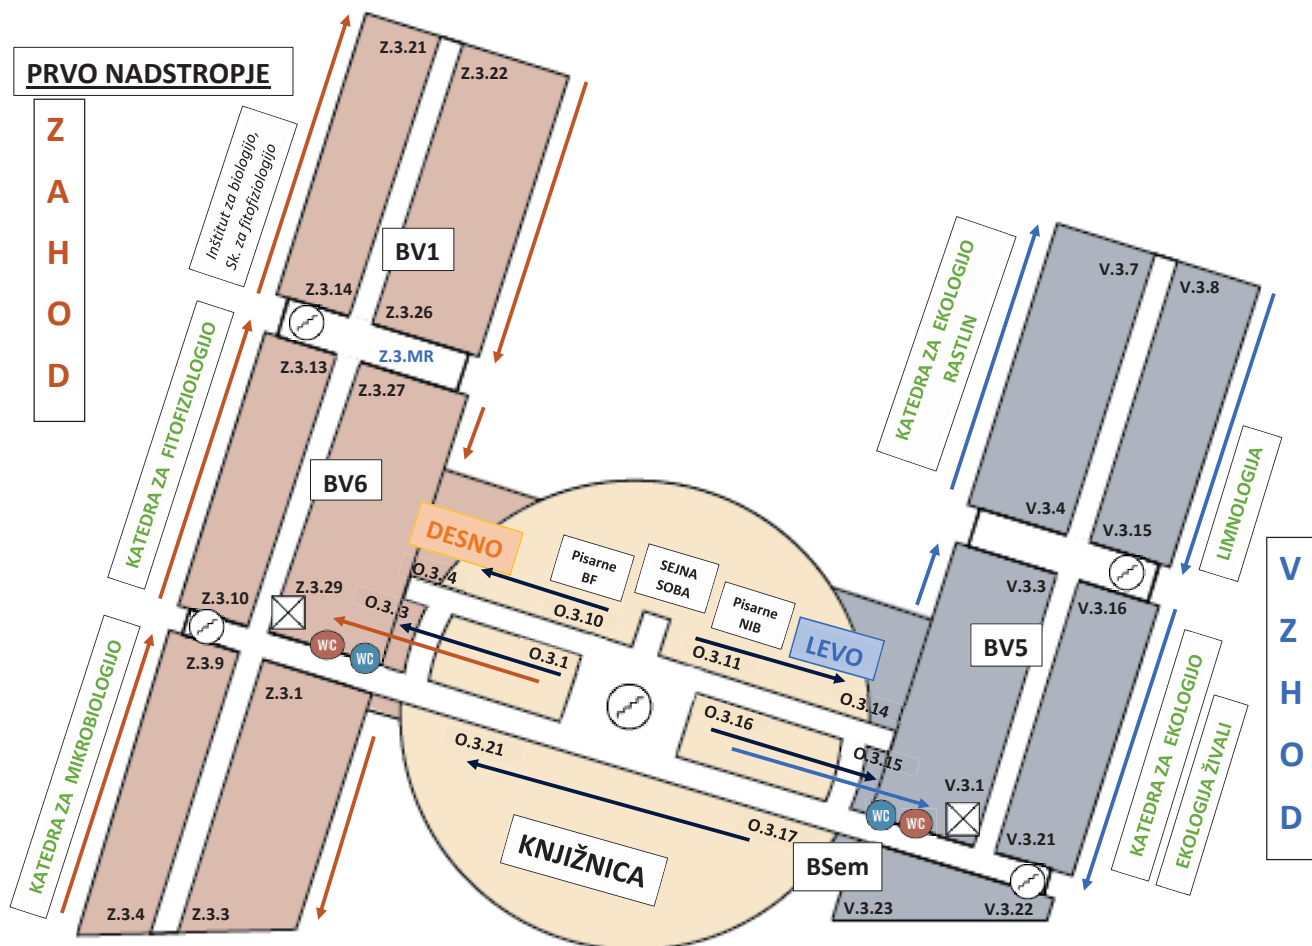 PRVO NADSTROPJE
Z
A
H
O
D
Inštitut za biologijo,
Sk. za fitofiziologijo
KATEDRA ZA FITOFIZIOLOGIJO
KATEDRA ZA MIKROBIOLOGIJO
Z.3.21
Z.3.22
BV1
Z.3.14
Z.3.26
Z.3.MR
Z.3.13
Z.3.27
BV6
Z.3.10
Z.3.29
WC
WC
Z.3.9
Z.3.1
Z.3.4
Z.3.3
DESNO
O.3.4
O.3.3
Pisarne
BF
SEJNA
SOBA
Pisarne
NIB
LEVO
O.3.10
O.3.1
O.3.11
O.3.14
O.3.16
O.3.15
O.3.21
O.3.17
KNJIŽNICA
BSem
KATEDRA ZA EKOLOGIJO
RASTLIN
V.3.7
V.3.8
V.3.4
V.3.15
LIMNOLOGIJA
V.3.3
V.3.16
BV5
V.3.1
WC
WC
V.3.21
V.3.23
V.3.22
KATEDRA ZA EKOLOGIJO
EKOLOGIJA ŽIVALI
V
Z
H
O
D